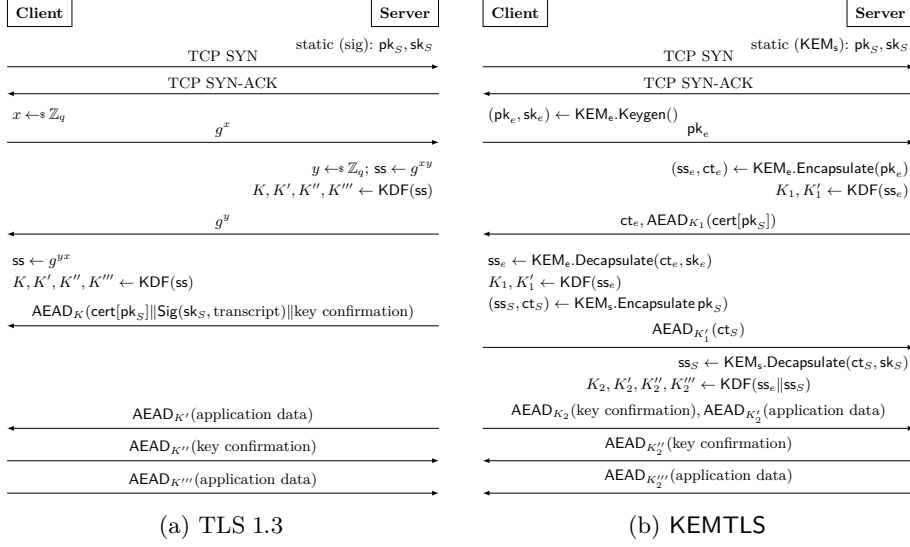 Client
Server
static (sig): pk_S, sk_S
TCP SYN
TCP SYN-ACK
x ←$ ℤ_q
g^x
y ←$ ℤ_q; ss ← g^{xy}
K, K′, K″, K‴ ← KDF(ss)
g^y
ss ← g^{yx}
K, K′, K″, K‴ ← KDF(ss)
AEAD_K(cert[pk_S]‖Sig(sk_S, transcript)‖key confirmation)
AEAD_{K′}(application data)
AEAD_{K″}(key confirmation)
AEAD_{K‴}(application data)
(a) TLS 1.3
Client
Server
static (KEM_s): pk_S, sk_S
TCP SYN
TCP SYN-ACK
(pk_e, sk_e) ← KEM_e.Keygen()
pk_e
(ss_e, ct_e) ← KEM_e.Encapsulate(pk_e)
K_1, K′_1 ← KDF(ss_e)
ct_e, AEAD_{K_1}(cert[pk_S])
ss_e ← KEM_e.Decapsulate(ct_e, sk_e)
K_1, K′_1 ← KDF(ss_e)
(ss_S, ct_S) ← KEM_s.Encapsulate pk_S)
AEAD_{K′_1}(ct_S)
ss_S ← KEM_s.Decapsulate(ct_S, sk_S)
K_2, K′_2, K″_2, K‴_2 ← KDF(ss_e‖ss_S)
AEAD_{K_2}(key confirmation), AEAD_{K′_2}(application data)
AEAD_{K″_2}(key confirmation)
AEAD_{K‴_2}(application data)
(b) KEMTLS